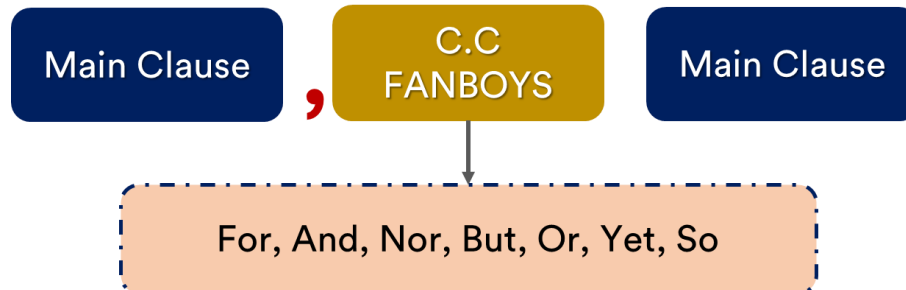 Main Clause
,
C.C
FANBOYS
Main Clause
For, And, Nor, But, Or, Yet, So